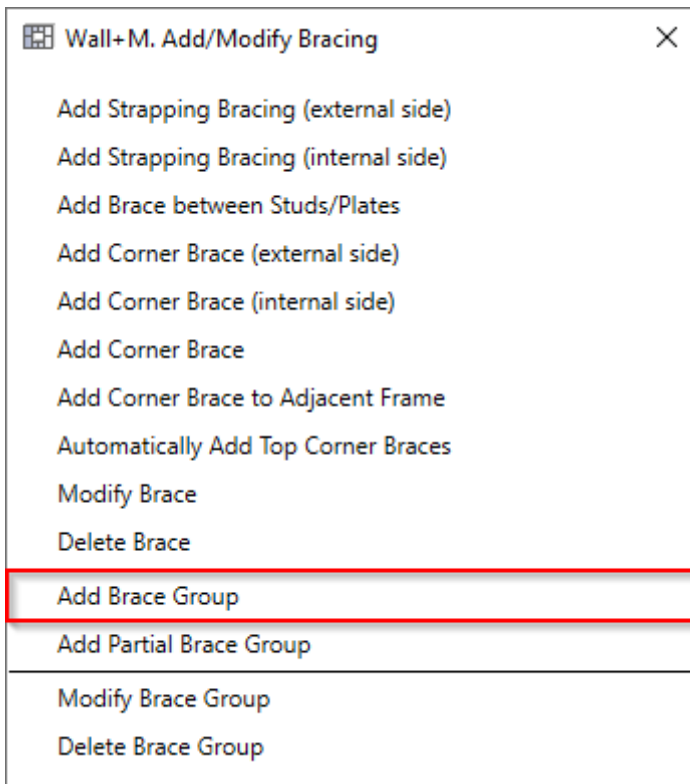 Wall+M. Add/Modify Bracing
Add Strapping Bracing (external side)
Add Strapping Bracing (internal side)
Add Brace between Studs/Plates
Add Corner Brace (external side)
Add Corner Brace (internal side)
Add Corner Brace
Add Corner Brace to Adjacent Frame
Automatically Add Top Corner Braces
Modify Brace
Delete Brace
Add Brace Group
Add Partial Brace Group
Modify Brace Group
Delete Brace Group